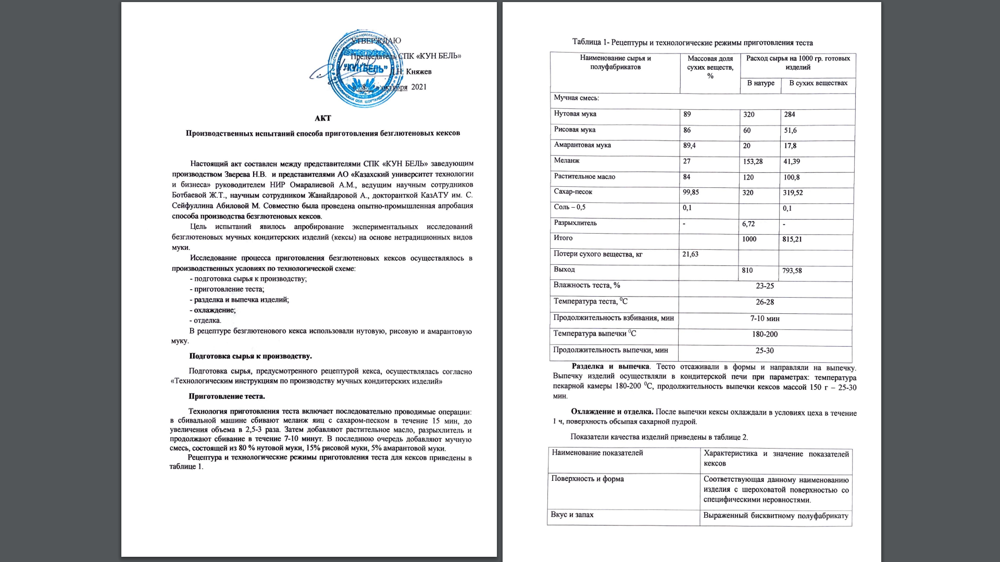 УТВЕРЖДАЮ
Председатель СПК «КУН БЕЛЬ»
Д.Н. Княжев
« 8 » октября 2021
"КУН БЕЛЬ"
АКТ
Производственных испытаний способа приготовления безглютеновых кексов
Настоящий акт составлен между представителями СПК «КУН БЕЛЬ» заведующим
производством Зверева Н.В. и представителями АО «Казахский университет технологии
и бизнеса» руководителем НИР Омаралиевой А.М., ведущим научным сотрудников
Ботбаевой Ж.Т., научным сотрудником Жанайдаровой А., докторанткой КазАТУ им. С.
Сейфуллина Абиловой М. Совместно была проведена опытно-промышленная апробация
способа производства безглютеновых кексов.
Цель испытаний явилось апробирование экспериментальных исследований
безглютеновых мучных кондитерских изделий (кексы) на основе нетрадиционных видов
муки.
Исследование процесса приготовления безглютеновых кексов осуществлялось в
производственных условиях по технологической схеме:
- подготовка сырья к производству;
- приготовление теста;
- разделка и выпечка изделий;
- охлаждение;
- отделка.
В рецептуре безглютенового кекса использовали нутовую, рисовую и амарантовую
муку.
Подготовка сырья к производству.
Подготовка сырья, предусмотренного рецептурой кекса, осуществлялась согласно
«Технологическим инструкциям по производству мучных кондитерских изделий»
Приготовление теста.
Технология приготовления теста включает последовательно проводимые операции:
в сбивальной машине сбивают меланж яиц с сахаром-песком в течение 15 мин, до
увеличения объема в 2,5-3 раза. Затем добавляют растительное масло, разрыхлитель и
продолжают сбивание в течение 7-10 минут. В последнюю очередь добавляют мучную
смесь, состоящей из 80 % нутовой муки, 15% рисовой муки, 5% амарантовой муки.
Рецептура и технологические режимы приготовления теста для кексов приведены в
таблице 1.
Таблица 1- Рецептуры и технологические режимы приготовления теста
Наименование сырья и полуфабрикатов Массовая доля сухих веществ, % Расход сырья на 1000 гр. готовых изделий
В натуре В сухих веществах
Мучная смесь:
Нутовая мука 89 320 284
Рисовая мука 86 60 51,6
Амарантовая мука 89,4 20 17,8
Меланж 27 153,28 41,39
Растительное масло 84 120 100,8
Сахар-песок 99,85 320 319,52
Соль – 0,5 0,1 0,1
Разрыхлитель - 6,72 -
Итого 1000 815,21
Потери сухого вещества, кг 21,63
Выход 810 793,58
Влажность теста, % 23-25
Температура теста, ⁰С 26-28
Продолжительность взбивания, мин 7-10 мин
Температура выпечки ⁰С 180-200
Продолжительность выпечки, мин 25-30
Разделка и выпечка. Тесто отсаживали в формы и направляли на выпечку.
Выпечку изделий осуществляли в кондитерской печи при параметрах: температура
пекарной камеры 180-200 ⁰С, продолжительность выпечки кексов массой 150 г – 25-30
мин.
Охлаждение и отделка. После выпечки кексы охлаждали в условиях цеха в течение
1 ч, поверхность обсыпая сахарной пудрой.
Показатели качества изделий приведены в таблице 2.
Наименование показателей Характеристика и значение показателей
кексов
Поверхность и форма Соответствующая данному наименованию
изделия с шероховатой поверхностью со
специфическими неровностями.
Вкус и запах Выраженный бисквитному полуфабрикату